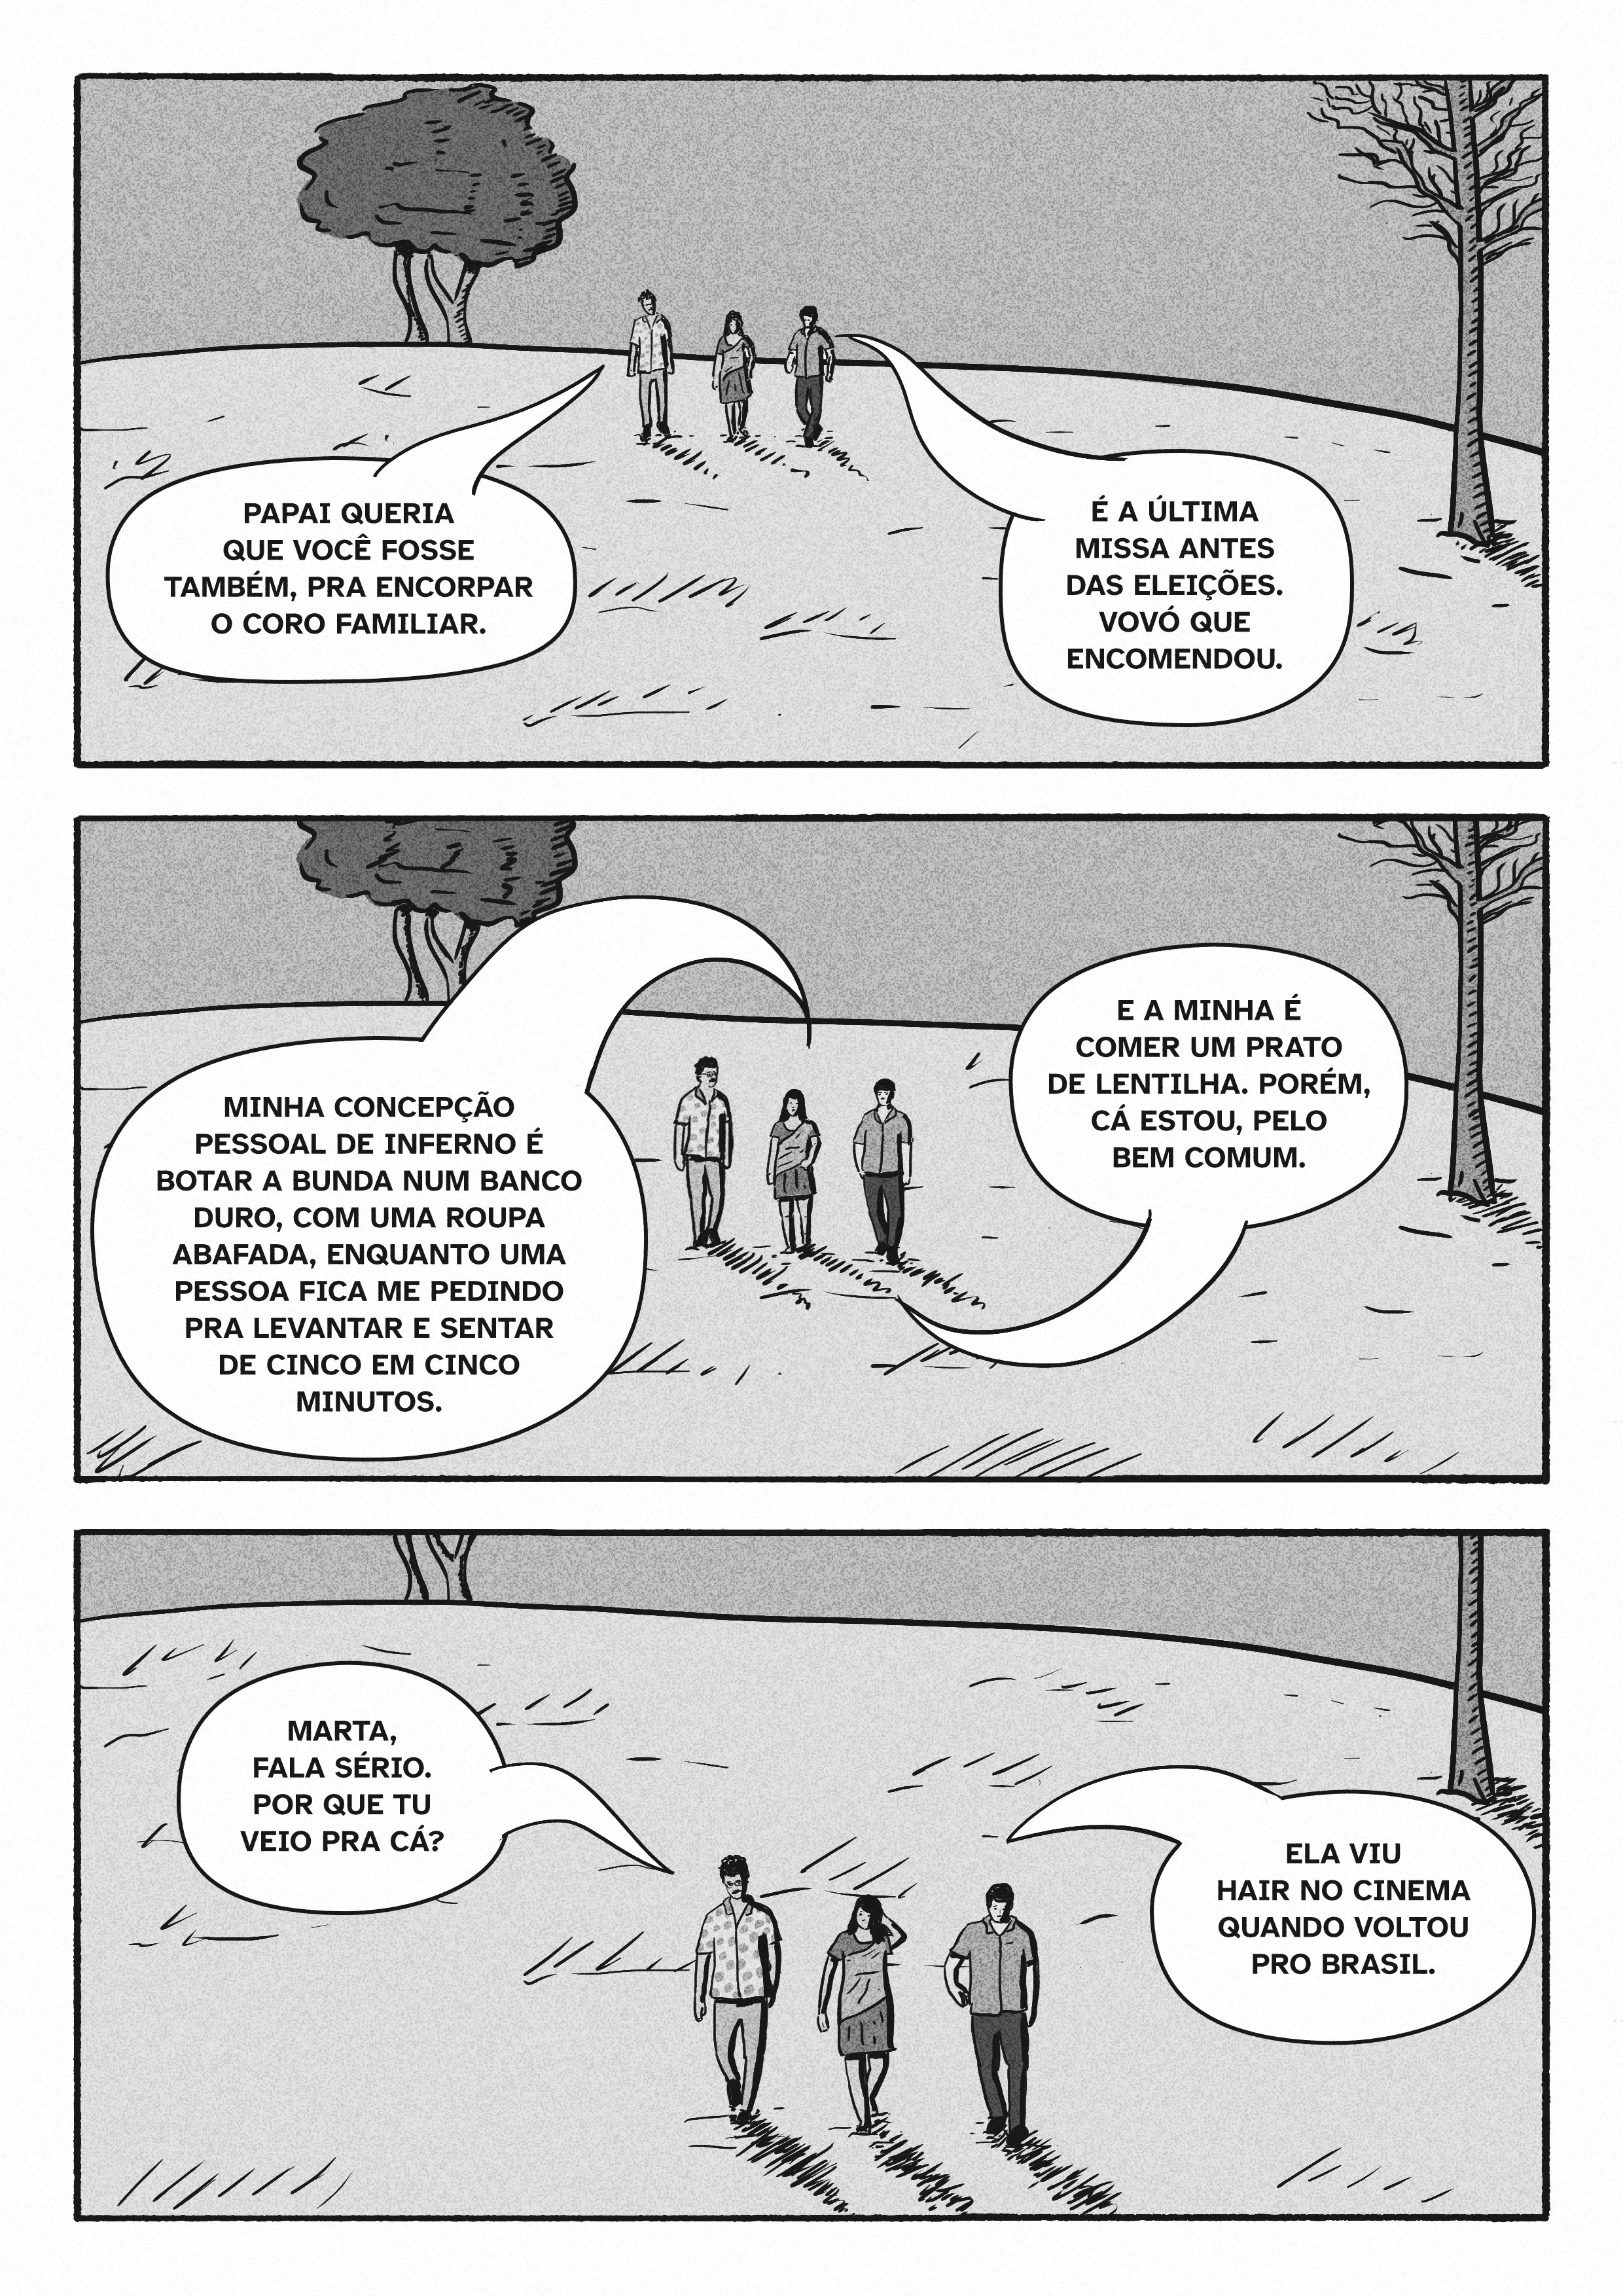 PAPAI QUERIA
QUE VOCÊ FOSSE
TAMBÉM, PRA ENCORPAR
O CORO FAMILIAR.
É A ÚLTIMA
MISSA ANTES
DAS ELEIÇÕES.
VOVÓ QUE
ENCOMENDOU.
MINHA CONCEPÇÃO
PESSOAL DE INFERNO É
BOTAR A BUNDA NUM BANCO
DURO, COM UMA ROUPA
ABAFADA, ENQUANTO UMA
PESSOA FICA ME PEDINDO
PRA LEVANTAR E SENTAR
DE CINCO EM CINCO
MINUTOS.
E A MINHA É
COMER UM PRATO
DE LENTILHA. PORÉM,
CÁ ESTOU, PELO
BEM COMUM.
MARTA,
FALA SÉRIO.
POR QUE TU
VEIO PRA CÁ?
ELA VIU
HAIR NO CINEMA
QUANDO VOLTOU
PRO BRASIL.